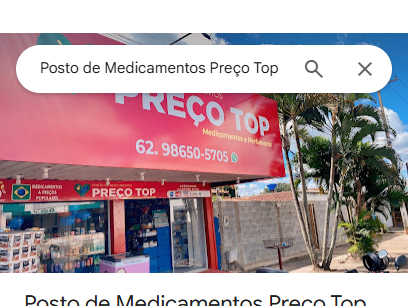 Posto de Medicamentos Preço Top
PREÇO TOP
Medicamentos e Perfumaria
62. 98650-5705
MEDICAMENTOS
A PREÇOS
POPULARES
PREÇO TOP
Posto de Medicamentos Preço Top